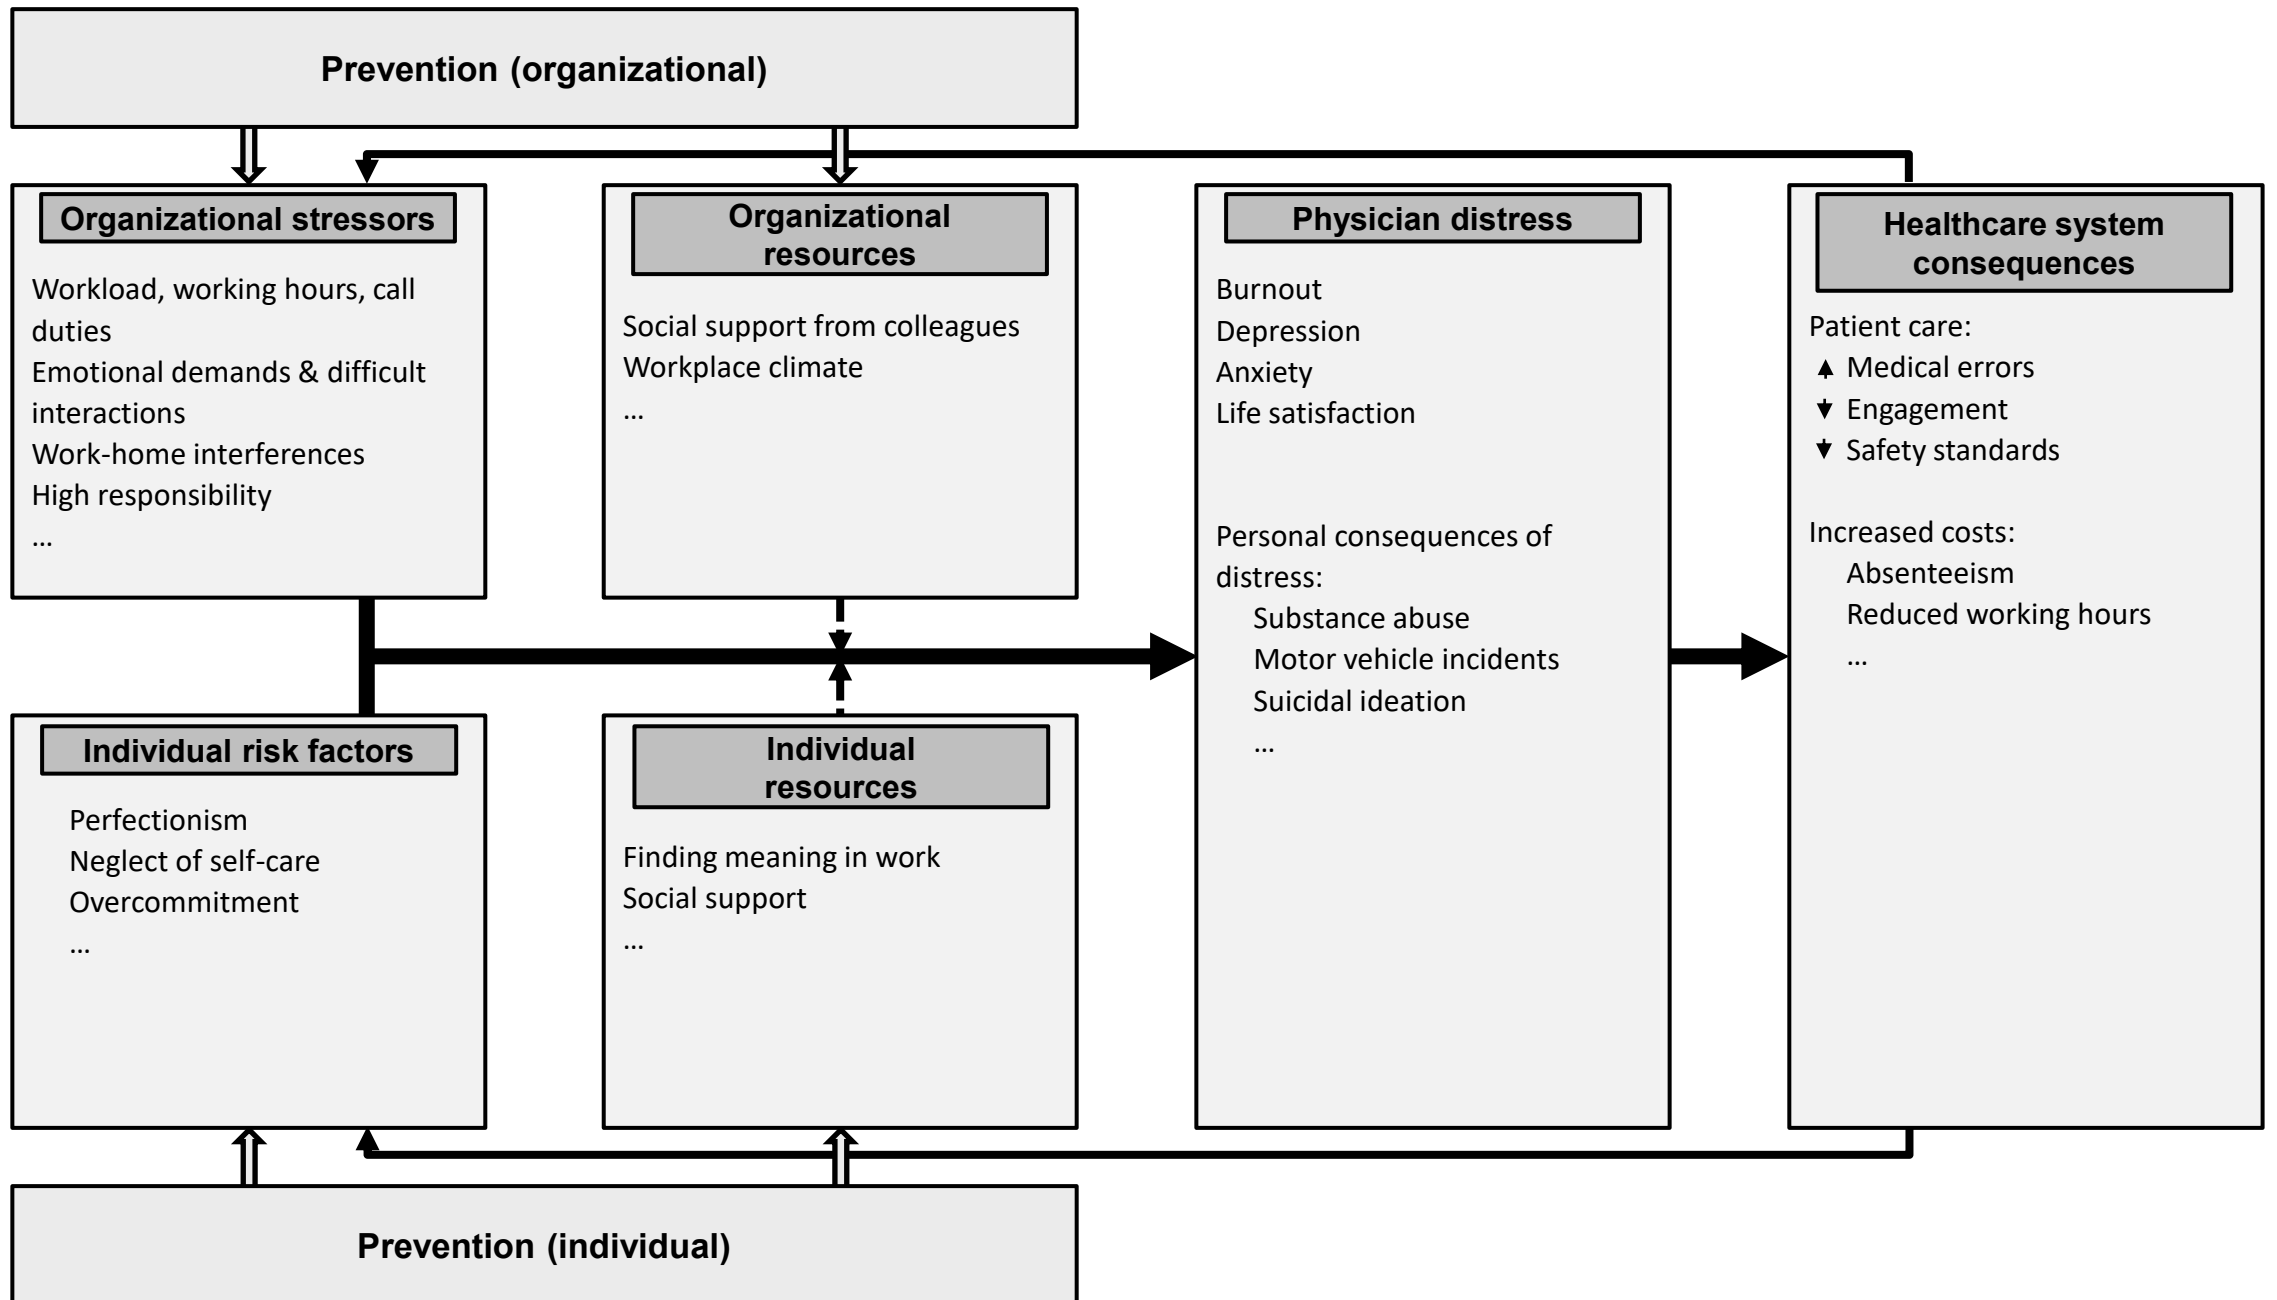 Prevention (organizational)
Organizational stressors
Workload, working hours, call
duties
Emotional demands & difficult
interactions
Work-home interferences
High responsibility
...
Organizational
resources
Social support from colleagues
Workplace climate
...
Physician distress
Burnout
Depression
Anxiety
Life satisfaction
Personal consequences of
distress:
Substance abuse
Motor vehicle incidents
Suicidal ideation
...
Healthcare system
consequences
Patient care:
Medical errors
Engagement
Safety standards
Increased costs:
Absenteeism
Reduced working hours
...
Individual risk factors
Perfectionism
Neglect of self-care
Overcommitment
...
Individual
resources
Finding meaning in work
Social support
...
Prevention (individual)